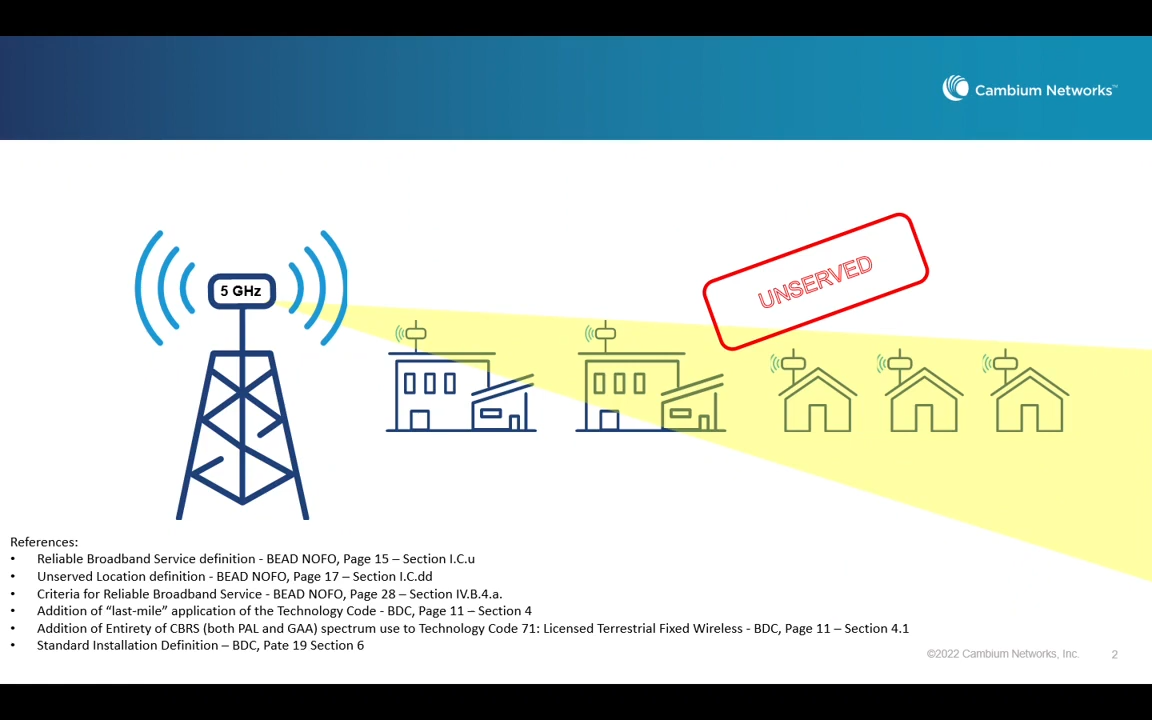 Cambium Networks™
UNSERVED
5 GHz
References:
• Reliable Broadband Service definition - BEAD NOFO, Page 15 – Section I.C.u
• Unserved Location definition - BEAD NOFO, Page 17 – Section I.C.dd
• Criteria for Reliable Broadband Service - BEAD NOFO, Page 28 – Section IV.B.4.a.
• Addition of “last-mile” application of the Technology Code - BDC, Page 11 – Section 4
• Addition of Entirety of CBRS (both PAL and GAA) spectrum use to Technology Code 71: Licensed Terrestrial Fixed Wireless - BDC, Page 11 – Section 4.1
• Standard Installation Definition – BDC, Pate 19 Section 6
©2022 Cambium Networks, Inc. 2